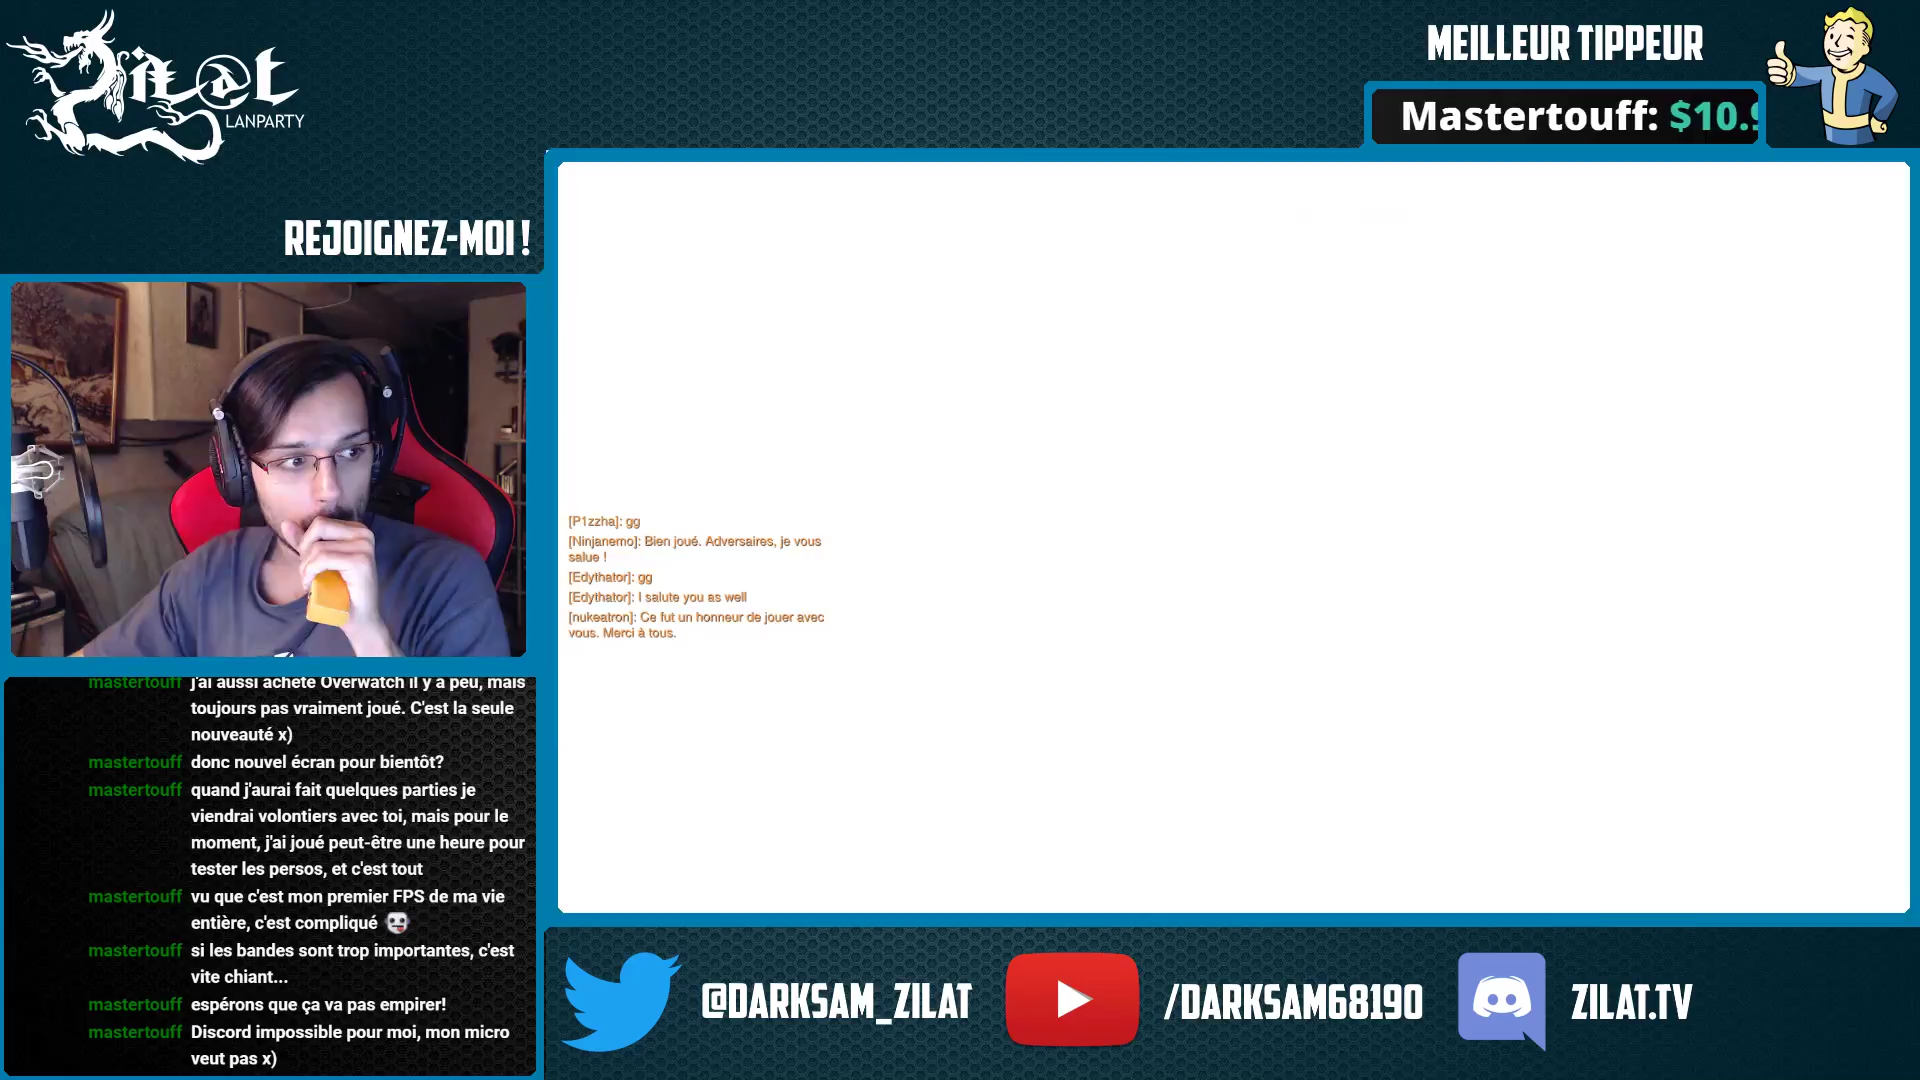 Zil@t
LANPARTY
MEILLEUR TIPPEUR
Mastertouff: $10.9
REJOIGNEZ-MOI !
[P1zzha]: gg
[Ninjanemo]: Bien joué. Adversaires, je vous
salue !
[Edythator]: gg
[Edythator]: I salute you as well
[nukeatron]: Ce fut un honneur de jouer avec
vous. Merci à tous.
mastertouff j'ai aussi acheté Overwatch il y a peu, mais
toujours pas vraiment joué. C'est la seule
nouveauté x)
mastertouff donc nouvel écran pour bientôt?
mastertouff quand j'aurai fait quelques parties je
viendrai volontiers avec toi, mais pour le
moment, j'ai joué peut-être une heure pour
tester les persos, et c'est tout
mastertouff vu que c'est mon premier FPS de ma vie
entière, c'est compliqué
mastertouff si les bandes sont trop importantes, c'est
vite chiant...
mastertouff espérons que ça va pas empirer!
mastertouff Discord impossible pour moi, mon micro
veut pas x)
@DARKSAM_ZILAT
/DARKSAM68190
ZILAT.TV